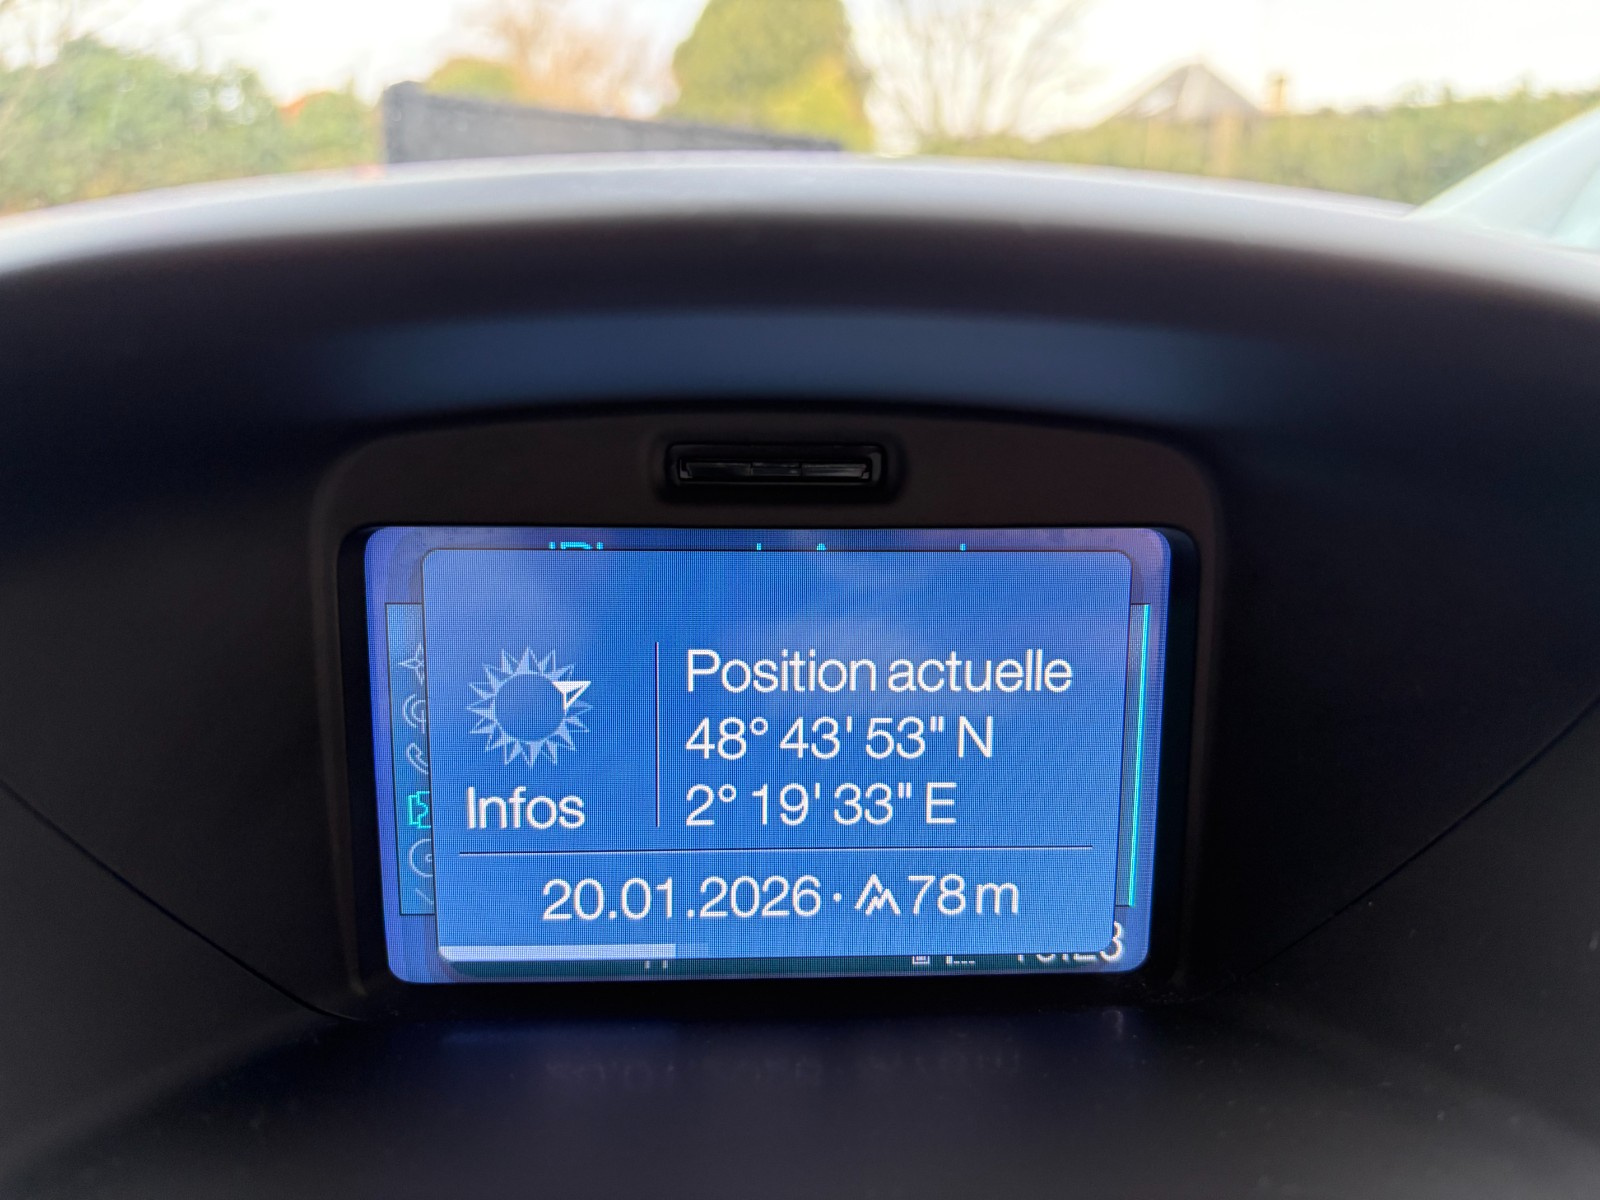 Position actuelle
48° 43' 53" N
2° 19' 33" E
Infos
20.01.2026 · 78 m